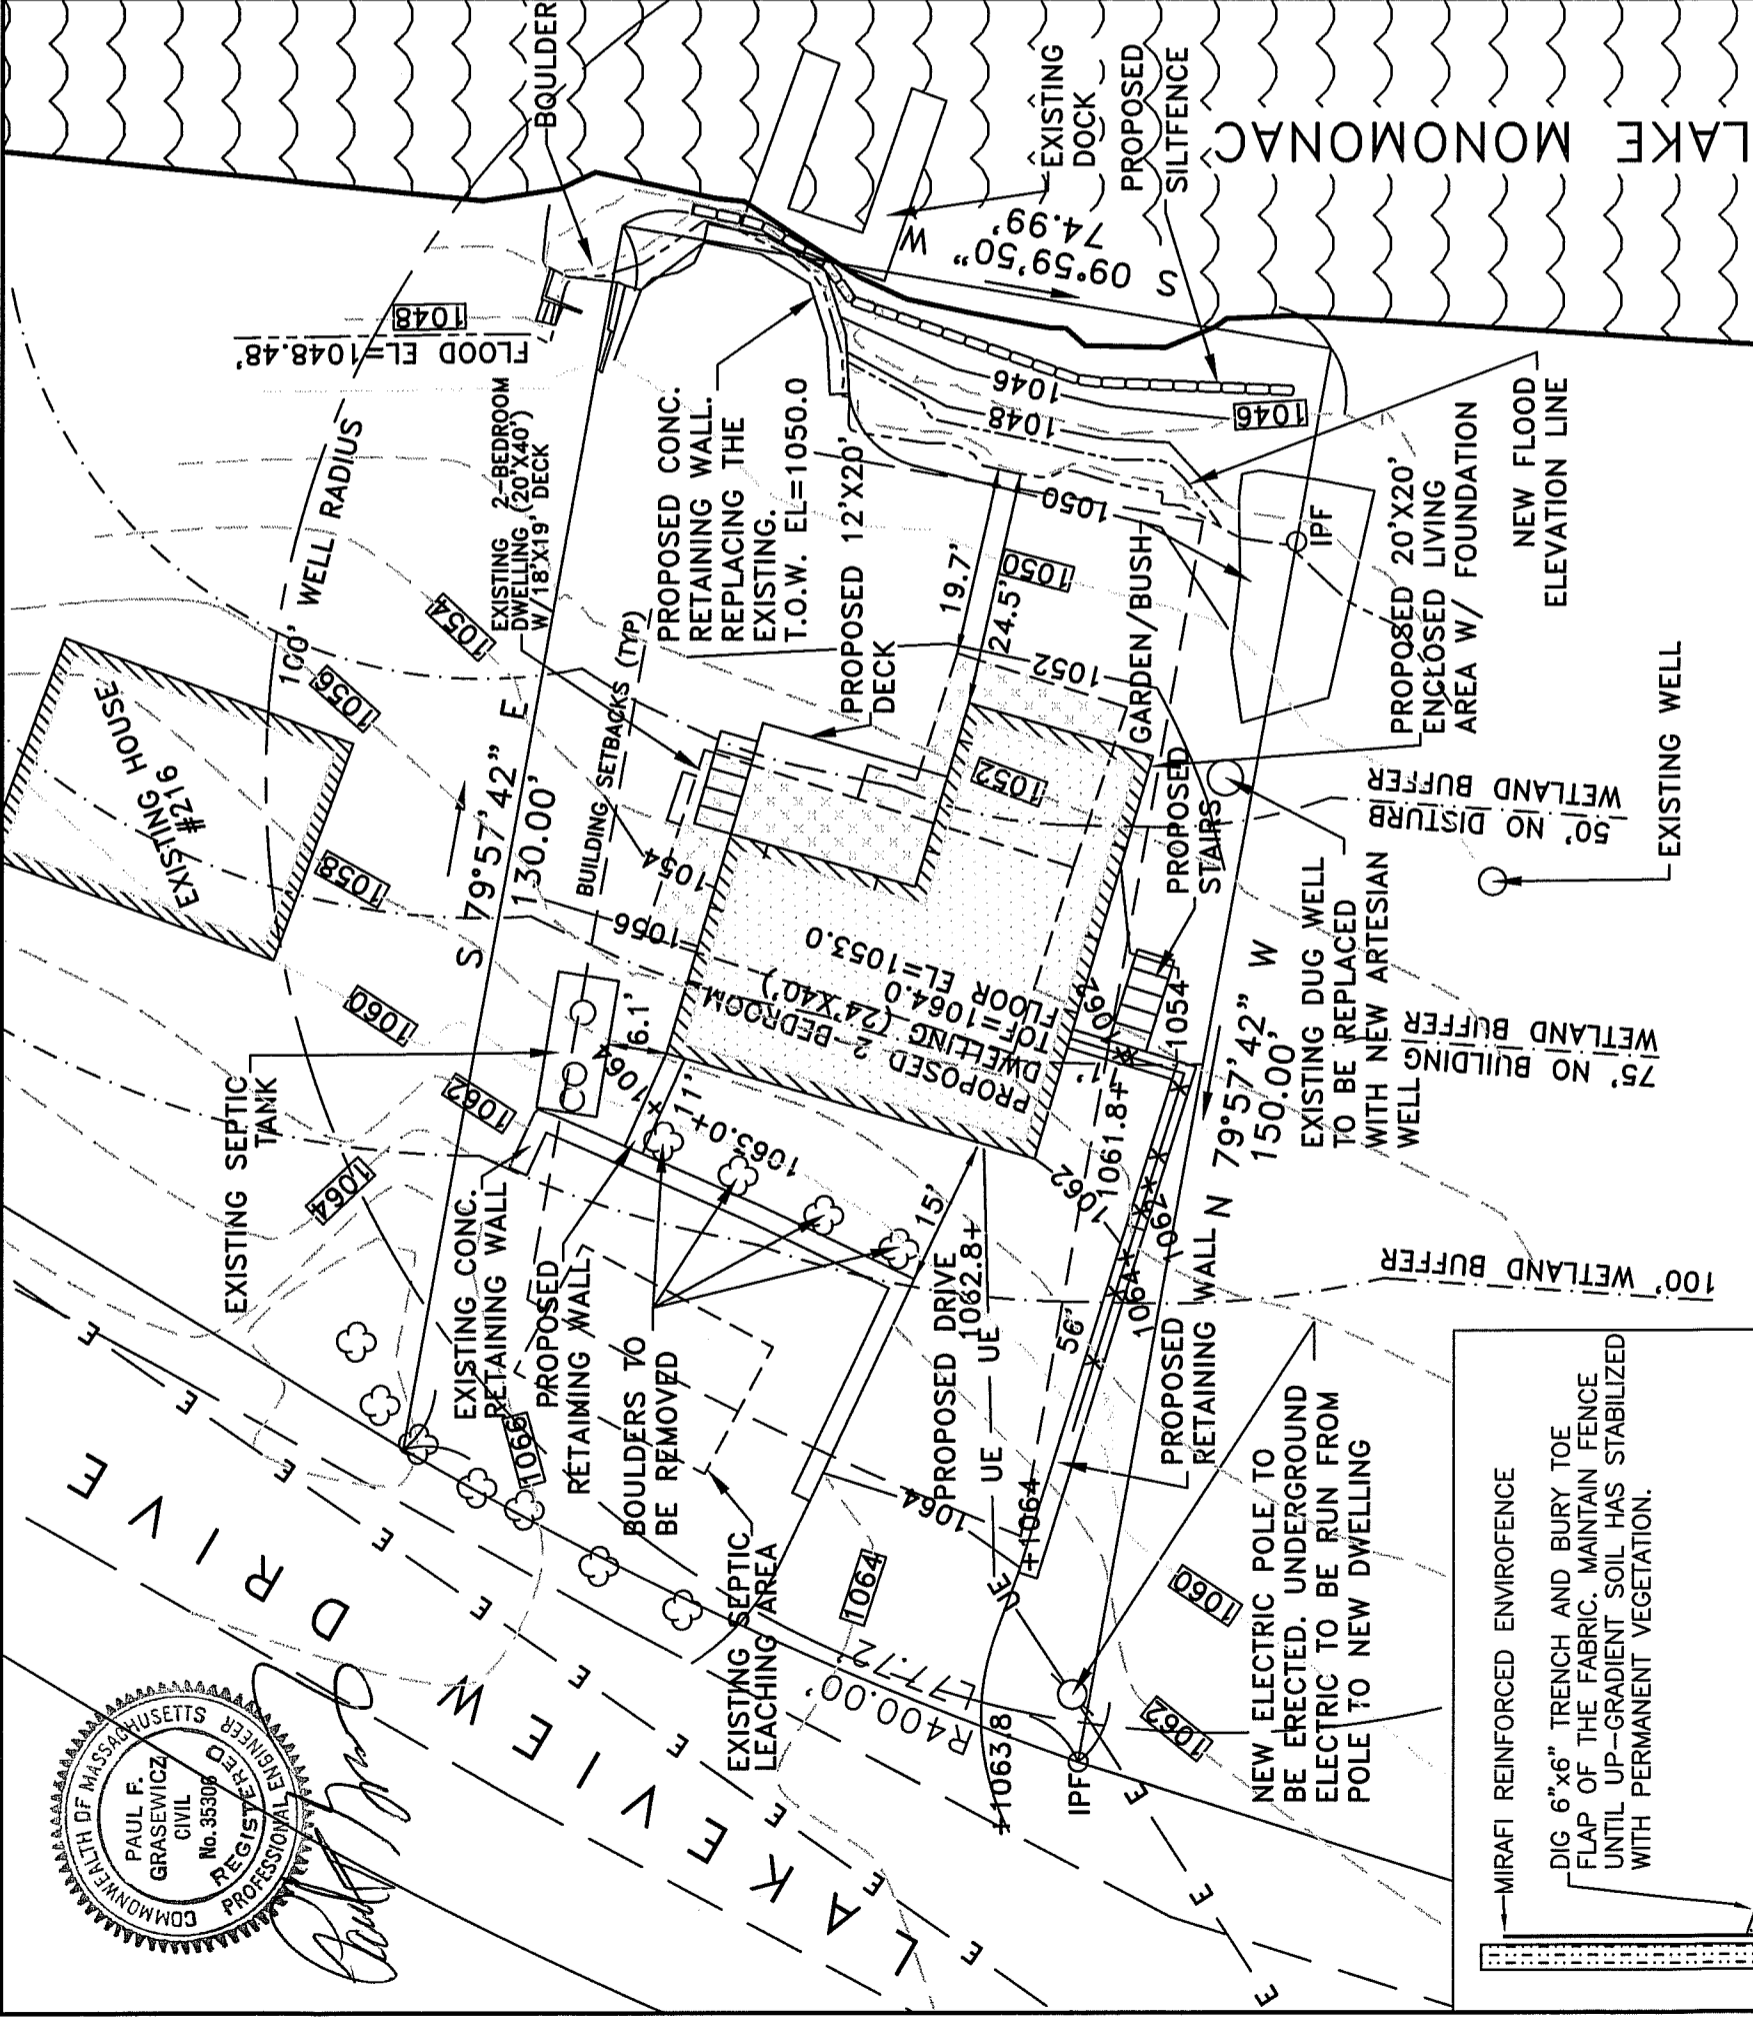 COMMONWEALTH OF MASSACHUSETTS
PAUL F.
GRASEWICZ
CIVIL
No.35306
REGISTERED
PROFESSIONAL ENGINEER
LAKEVIEW DRIVE
LAKE MONOMONAC
BOULDER
EXISTING
DOCK
PROPOSED
SILTFENCE
S 09°59'50" W
74.99'
FLOOD EL=1048.48'
1048
100' WELL RADIUS
EXISTING HOUSE
#216
1054
1056
1058
1060
1062
1064
1066
EXISTING 2-BEDROOM
DWELLING (20'X40')
W/18'X19' DECK
S 79°57'42" E
130.00'
BUILDING SETBACKS (TYP)
PROPOSED CONC.
RETAINING WALL.
REPLACING THE
EXISTING.
T.O.W. EL=1050.0
PROPOSED 12'X20'
DECK
19.7'
24.5'
1046
1048
1046
1050
1050
1052
1052
GARDEN/BUSH
IPF
PROPOSED 20'X20'
ENCLOSED LIVING
AREA W/ FOUNDATION
NEW FLOOD
ELEVATION LINE
EXISTING WELL
50' NO DISTURB
WETLAND BUFFER
75' NO BUILDING
WETLAND BUFFER
100' WETLAND BUFFER
EXISTING DUG WELL
TO BE REPLACED
WITH NEW ARTESIAN
WELL
PROPOSED
STAIRS
N 79°57'42" W
150.00'
PROPOSED 2-BEDROOM
DWELLING (24'X40')
TOF=1064.0
FLOOR EL=1053.0
1054
1056
6.1'
1064
11'
1063.0+
EXISTING SEPTIC
TANK
EXISTING CONC.
RETAINING WALL
PROPOSED
RETAINING WALL
BOULDERS TO
BE REMOVED
EXISTING SEPTIC
LEACHING AREA
15'
PROPOSED DRIVE
1062.8+
UE
UE
UE
56'
1'
1061.8+
1062
1062
1064
1054
1064
+1064
PROPOSED
RETAINING WALL
R400.00'
L77.72'
1064
+1063.8
IPF
1060
1062
NEW ELECTRIC POLE TO
BE ERECTED. UNDERGROUND
ELECTRIC TO BE RUN FROM
POLE TO NEW DWELLING
MIRAFI REINFORCED ENVIROFENCE
DIG 6"x6" TRENCH AND BURY TOE
FLAP OF THE FABRIC. MAINTAIN FENCE
UNTIL UP-GRADIENT SOIL HAS STABILIZED
WITH PERMANENT VEGETATION.
E
E
E
E
E
E
E
E
E
E
E
E
E